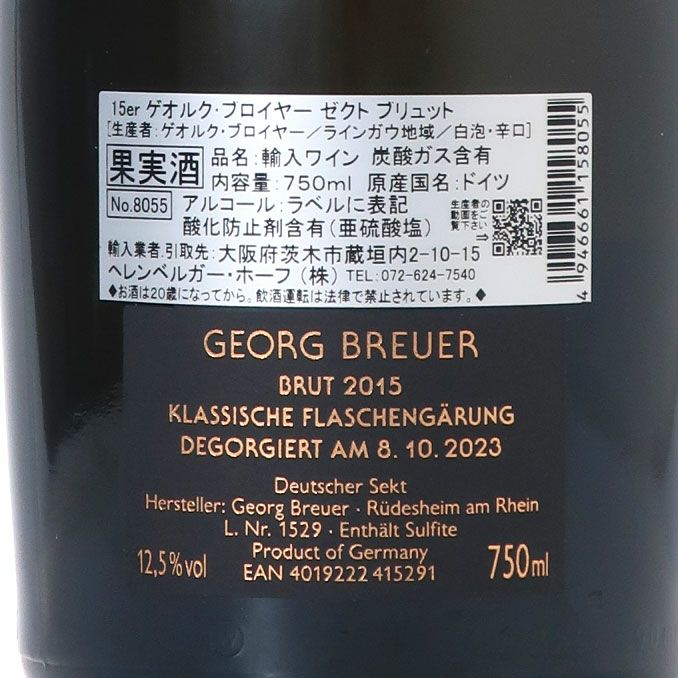 15er ゲオルク・ブロイヤー ゼクト ブリュット
[生産者:ゲオルク・ブロイヤー/ラインガウ地域/白泡・辛口]
果実酒 品名:輸入ワイン 炭酸ガス含有
内容量:750ml 原産国名:ドイツ
No.8055 アルコール:ラベルに表記
酸化防止剤含有(亜硫酸塩)
生産者の
動画をご
覧下さい
輸入業者.引取先:大阪府茨木市蔵垣内2-10-15
ヘレンベルガー・ホーフ(株) TEL:072-624-7540
◆お酒は20歳になってから。飲酒運転は法律で禁止されています。◆
4 946661 158055
GEORG BREUER
BRUT 2015
KLASSISCHE FLASCHENGÄRUNG
DEGORGIERT AM 8. 10. 2023
Deutscher Sekt
Hersteller: Georg Breuer · Rüdesheim am Rhein
L. Nr. 1529 · Enthält Sulfite
Product of Germany
12,5%vol EAN 4019222 415291 750ml